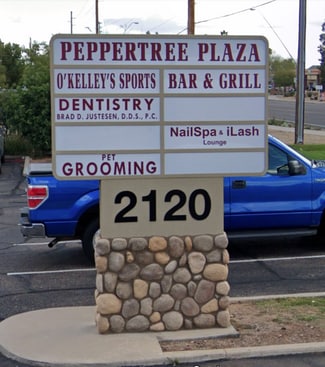 PEPPERTREE PLAZA
O'KELLEY'S SPORTS BAR & GRILL
DENTISTRY
BRAD D. JUSTESEN, D.D.S., P.C.
NailSpa & iLash
Lounge
PET
GROOMING
2120